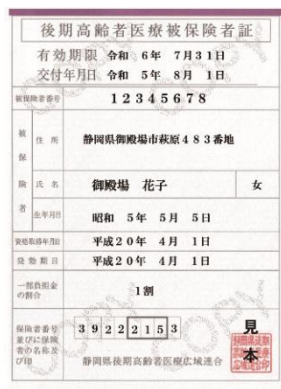 後期高齢者医療被保険者証
有効期限 令和 6年 7月31日
交付年月日 令和 5年 8月 1日
被保険者番号 12345678
被保険者
住所 静岡県御殿場市萩原483番地
氏名 御殿場 花子 女
生年月日 昭和 5年 5月 5日
資格取得年月日 平成20年 4月 1日
発効期日 平成20年 4月 1日
一部負担金の割合 1割
保険者番号並びに保険者の名称及び印
39222153
静岡県後期高齢者医療広域連合
見本